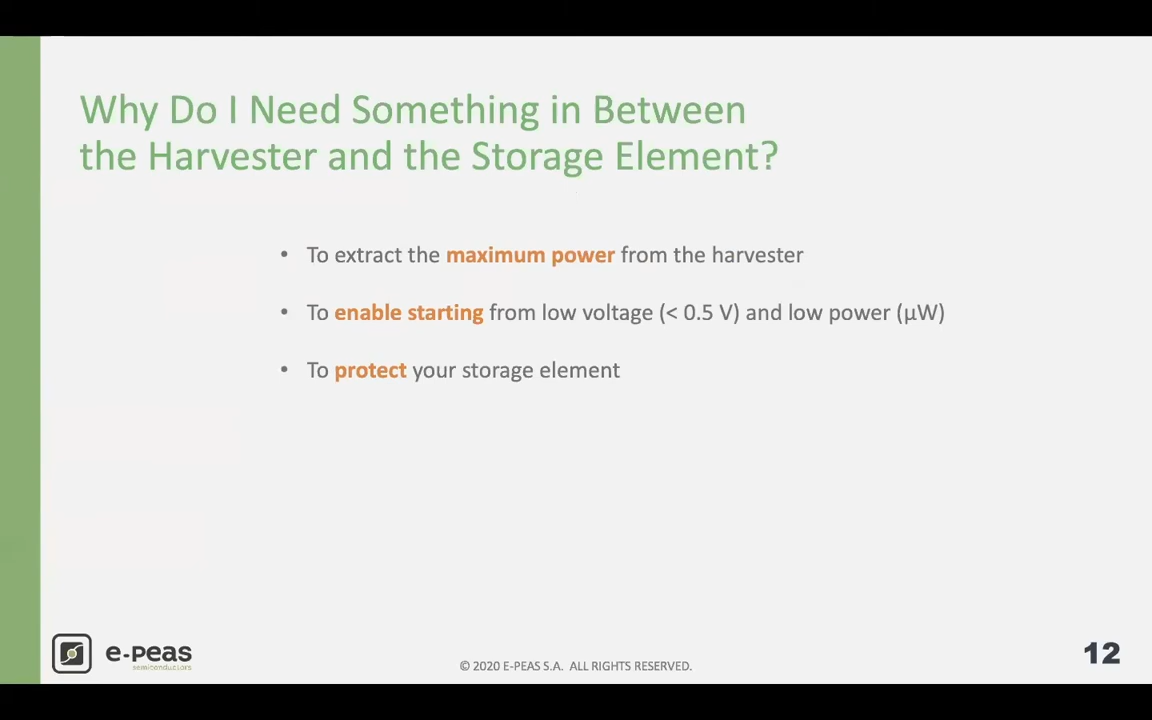 Why Do I Need Something in Between
the Harvester and the Storage Element?
• To extract the maximum power from the harvester
• To enable starting from low voltage (< 0.5 V) and low power (µW)
• To protect your storage element
e-peas
semiconductors
© 2020 E-PEAS S.A. ALL RIGHTS RESERVED.
12